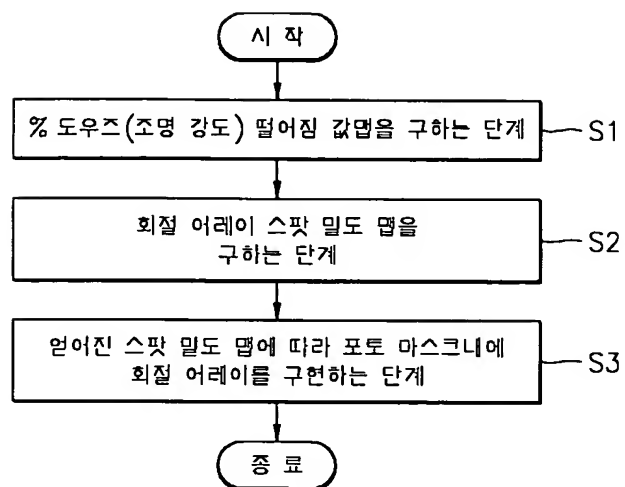 시 작
% 도우즈(조명 강도) 떨어짐 값맵을 구하는 단계
S1
회절 어레이 스팟 밀도 맵을
구하는 단계
S2
얻어진 스팟 밀도 맵에 따라 포토 마스크내에
회절 어레이를 구현하는 단계
S3
종 료